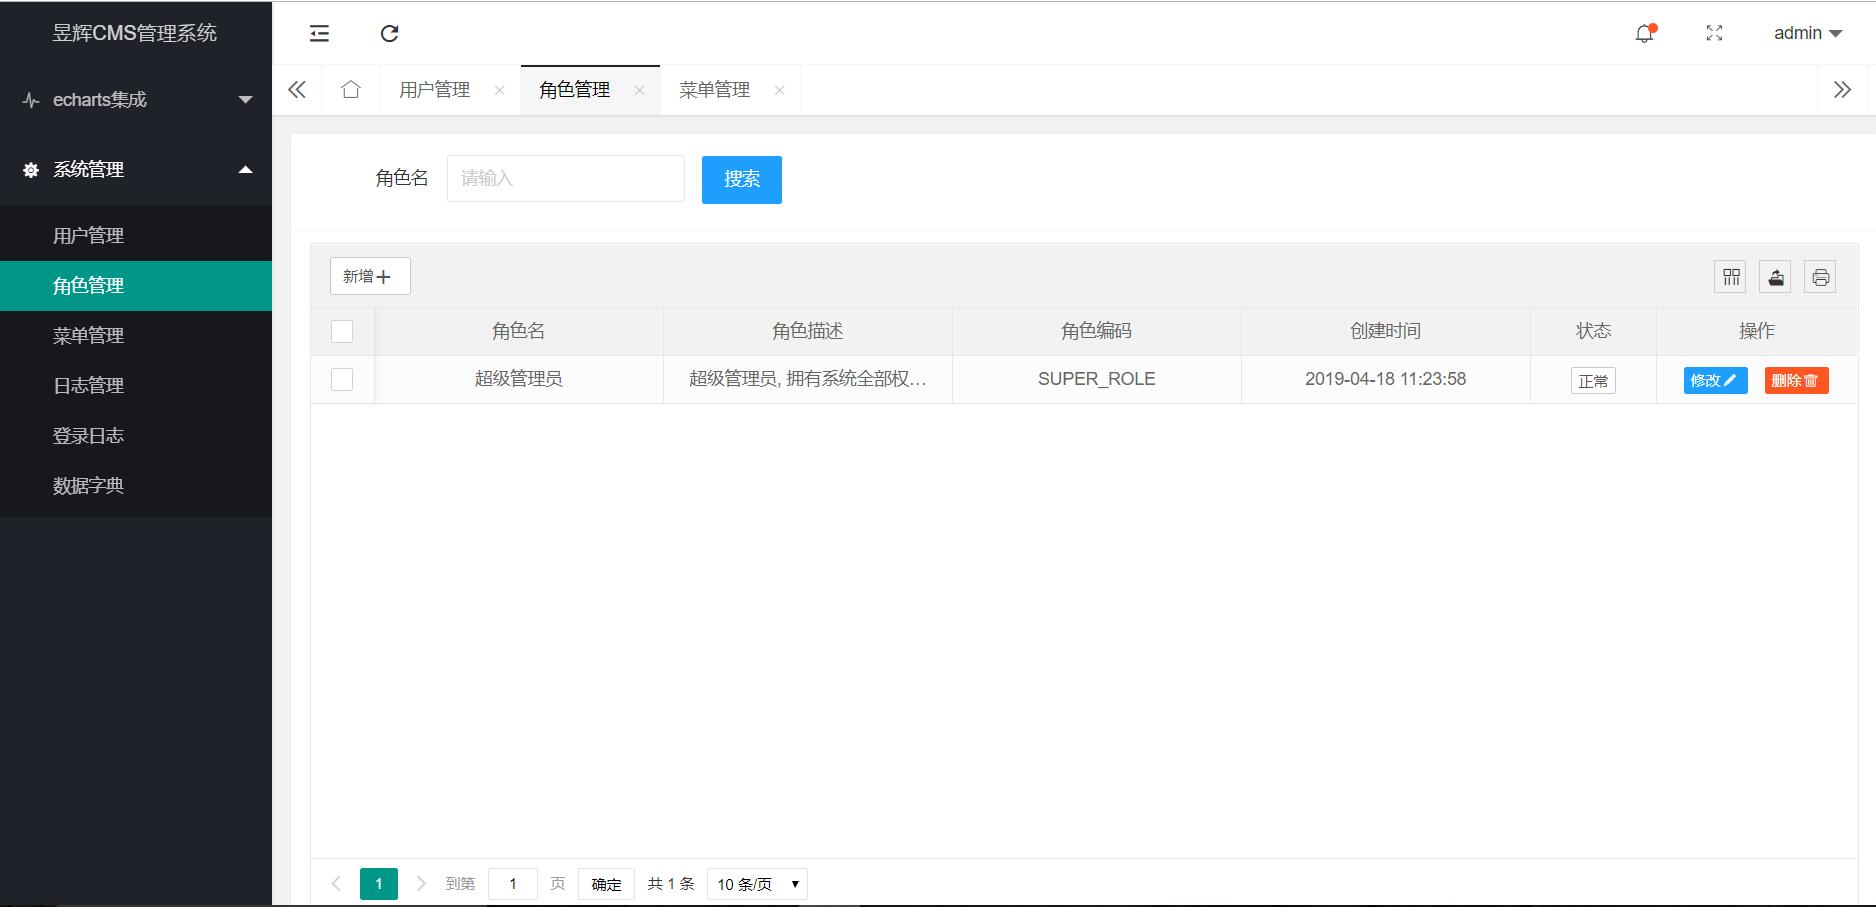 昱辉CMS管理系统
admin
echarts集成
系统管理
用户管理
角色管理
菜单管理
日志管理
登录日志
数据字典
用户管理
角色管理
菜单管理
角色名
请输入
搜索
新增
角色名 角色描述 角色编码 创建时间 状态 操作
超级管理员 超级管理员, 拥有系统全部权… SUPER_ROLE 2019-04-18 11:23:58 正常 修改 删除
1 到第 1 页 确定 共 1 条 10 条/页